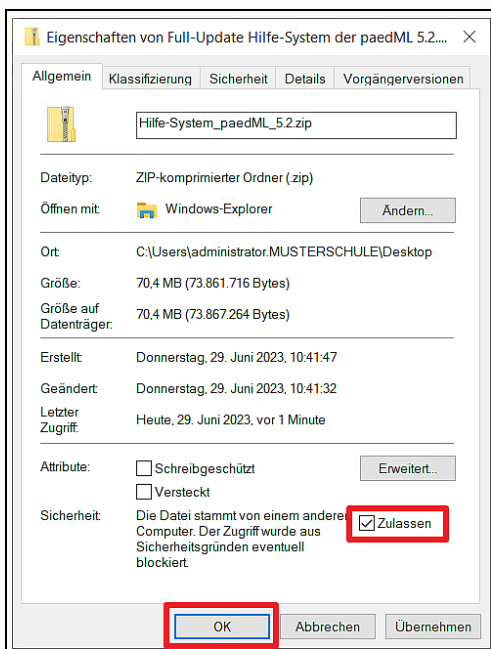 Eigenschaften von Full-Update Hilfe-System der paedML 5.2....
Allgemein Klassifizierung Sicherheit Details Vorgängerversionen
Hilfe-System_paedML_5.2.zip
Dateityp: ZIP-komprimierter Ordner (.zip)
Öffnen mit: Windows-Explorer Ändern...
Ort: C:\Users\administrator.MUSTERSCHULE\Desktop
Größe: 70,4 MB (73.861.716 Bytes)
Größe auf
Datenträger: 70,4 MB (73.867.264 Bytes)
Erstellt: Donnerstag, 29. Juni 2023, 10:41:47
Geändert: Donnerstag, 29. Juni 2023, 10:41:32
Letzter
Zugriff: Heute, 29. Juni 2023, vor 1 Minute
Attribute: Schreibgeschützt Erweitert...
Versteckt
Sicherheit: Die Datei stammt von einem anderen
Computer. Der Zugriff wurde aus
Sicherheitsgründen eventuell
blockiert.
Zulassen
OK Abbrechen Übernehmen